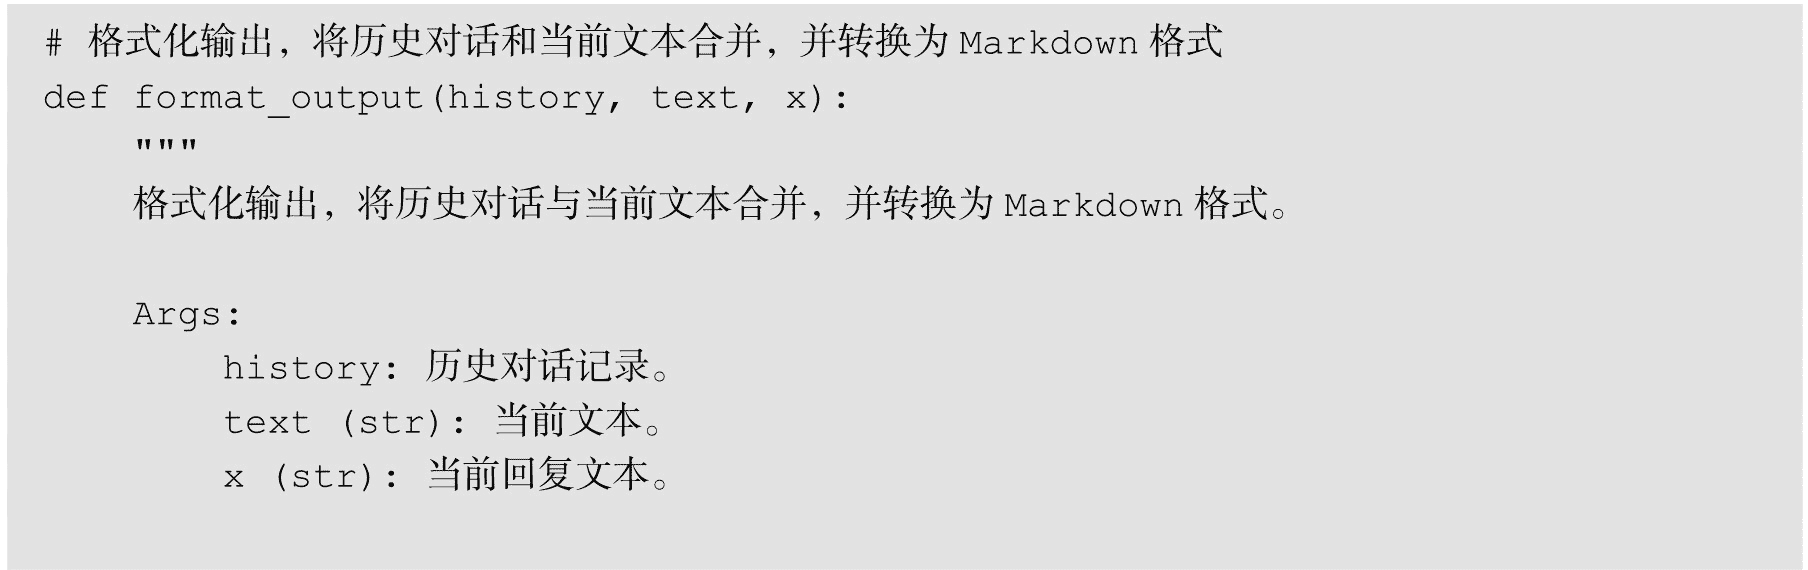 # 格式化输出，将历史对话和当前文本合并，并转换为 Markdown 格式
def format_output(history, text, x):
    """
    格式化输出，将历史对话与当前文本合并，并转换为 Markdown 格式。

    Args:
        history: 历史对话记录。
        text (str): 当前文本。
        x (str): 当前回复文本。